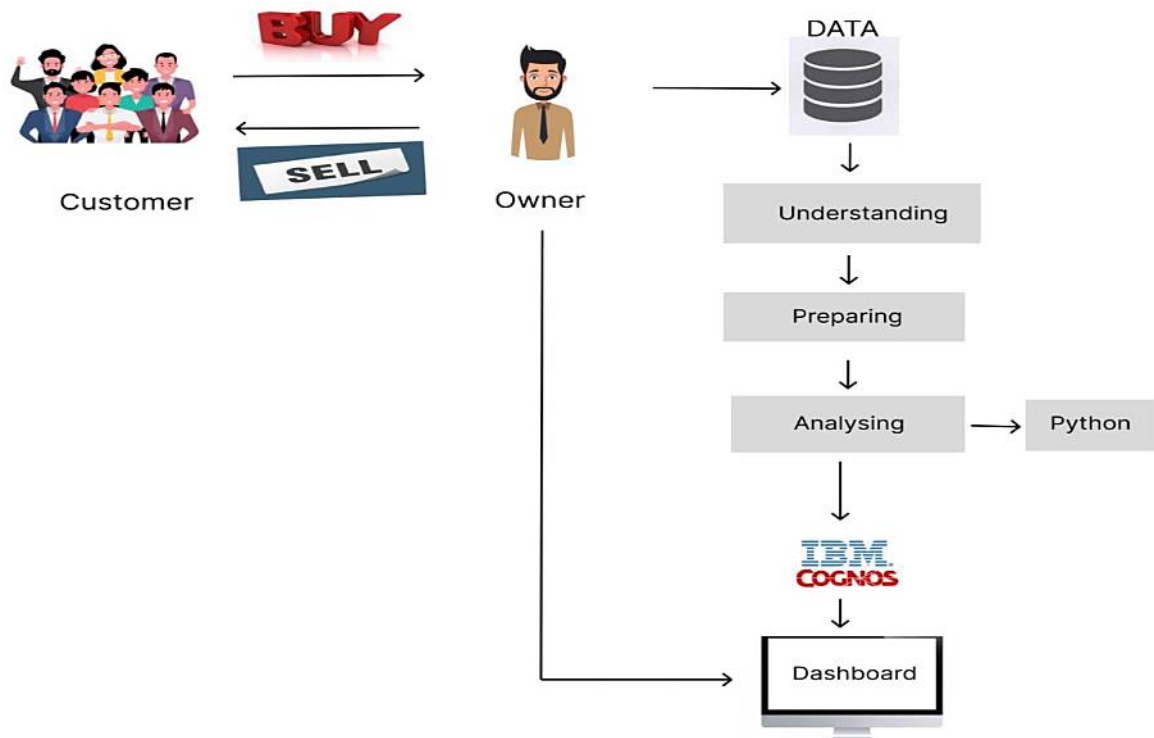 BUY
SELL
Customer
Owner
DATA
Understanding
Preparing
Analysing
Python
IBM.
COGNOS
Dashboard